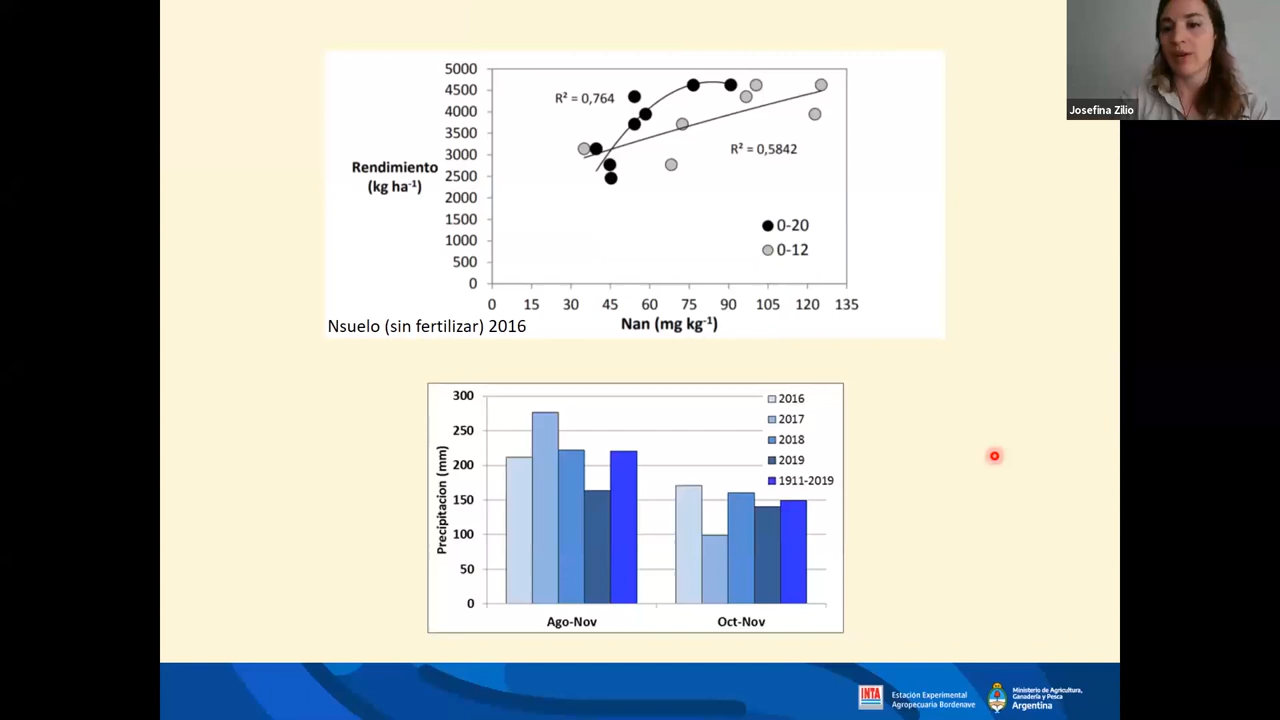 Josefina Zilio
5000
4500
4000
3500
3000
2500
2000
1500
1000
500
0
Rendimiento
(kg ha-1)
R² = 0,764
R² = 0,5842
0-20
0-12
0 15 30 45 60 75 90 105 120 135
Nan (mg kg-1)
Nsuelo (sin fertilizar) 2016
300
250
200
150
100
50
0
Precipitacion (mm)
2016
2017
2018
2019
1911-2019
Ago-Nov Oct-Nov
INTA
Estación Experimental
Agropecuaria Bordenave
Ministerio de Agricultura,
Ganadería y Pesca
Argentina